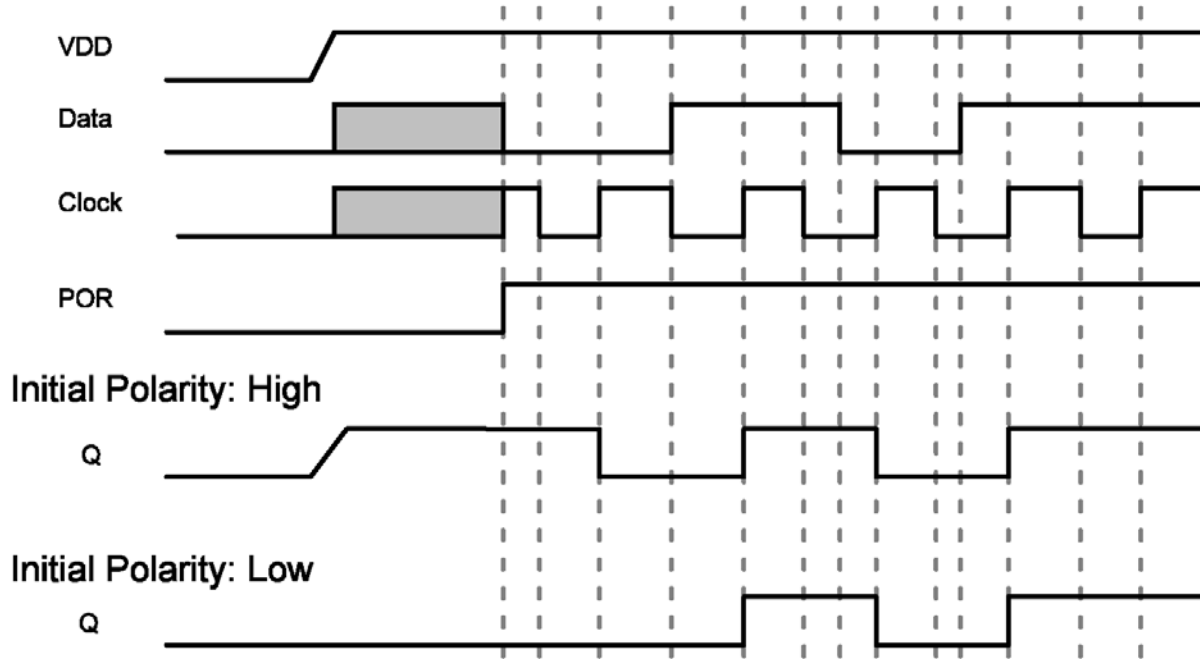 VDD
Data
Clock
POR
Initial Polarity: High
Q
Initial Polarity: Low
Q